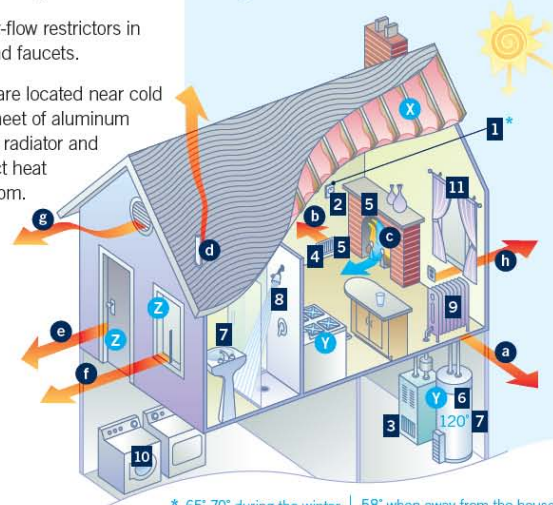 -flow restrictors in
d faucets.
are located near cold
eet of aluminum
radiator and
ct heat
om.
X
1 *
2
5
11
g
b
d
c
4
5
h
Z
8
9
e
Z
7
Y
a
f
Y
6
3
120°
7
10
* 65°-70° during the winter
58° when away from the house